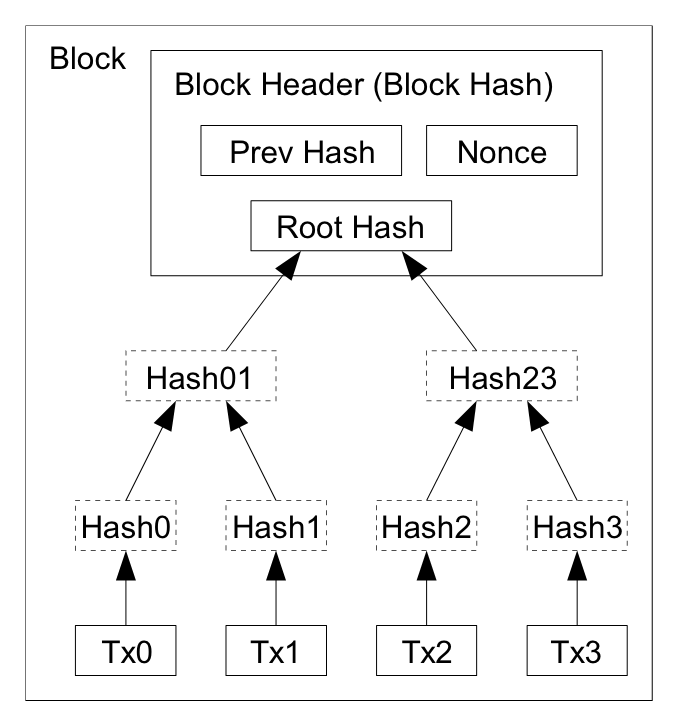 Block
Block Header (Block Hash)
Prev Hash
Nonce
Root Hash
Hash01
Hash23
Hash0
Hash1
Hash2
Hash3
Tx0
Tx1
Tx2
Tx3